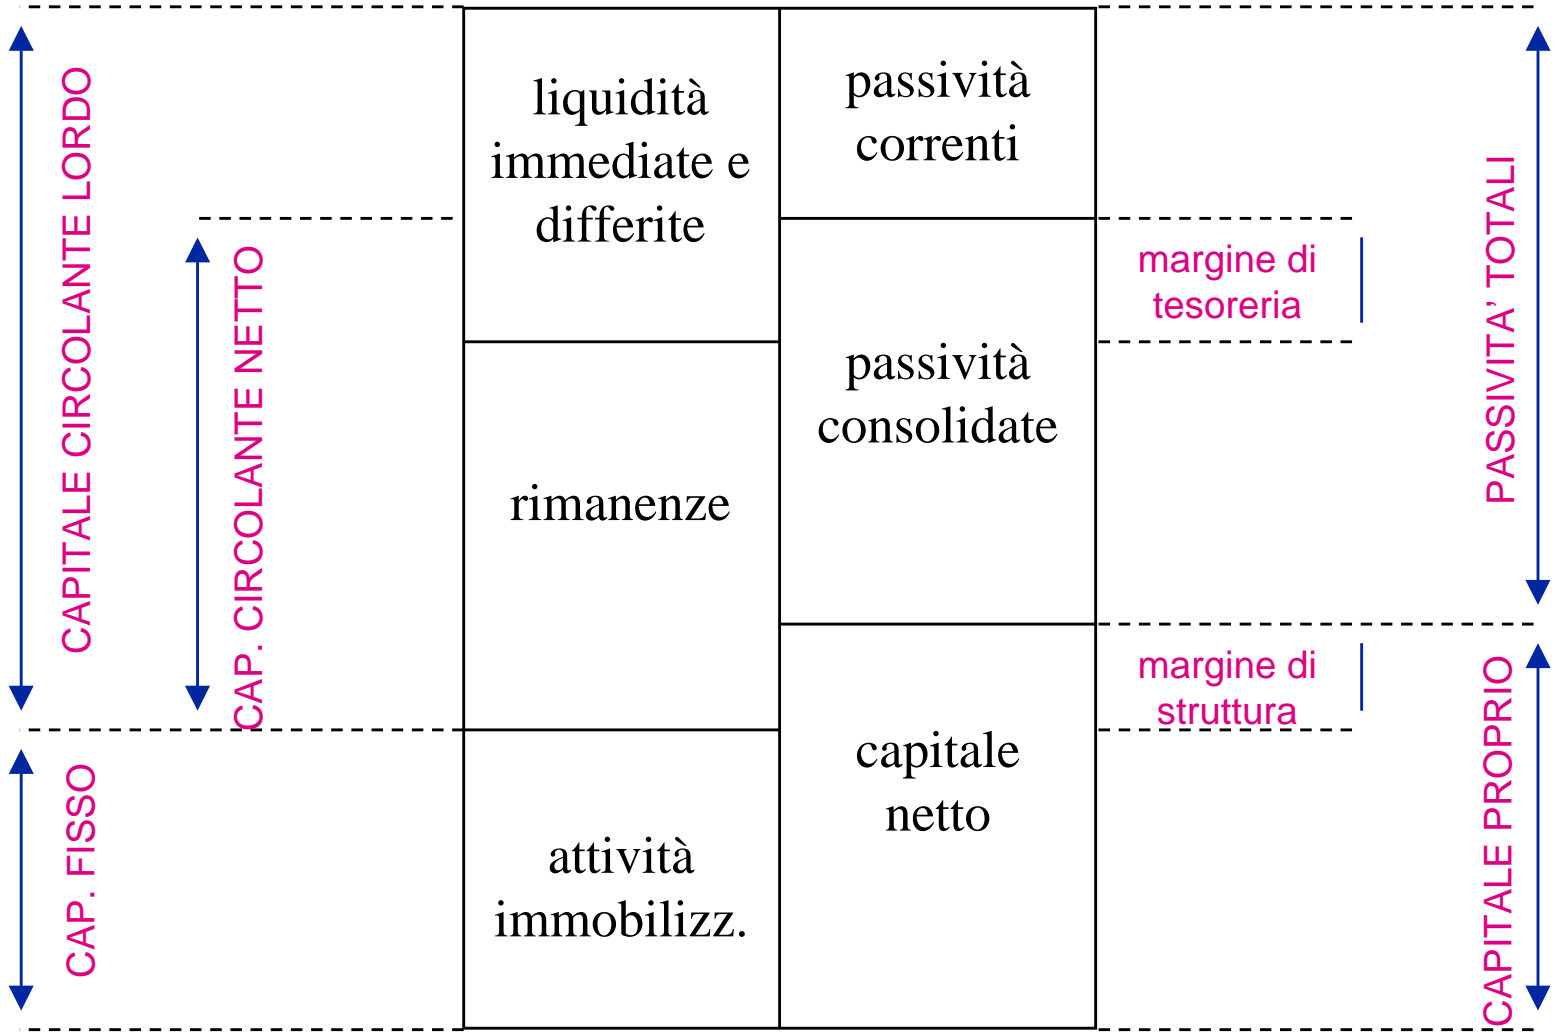 CAPITALE CIRCOLANTE LORDO
CAP. CIRCOLANTE NETTO
CAP. FISSO
liquidità
immediate e
differite
rimanenze
attività
immobilizz.
passività
correnti
passività
consolidate
capitale
netto
margine di
tesoreria
margine di
struttura
PASSIVITA' TOTALI
CAPITALE PROPRIO